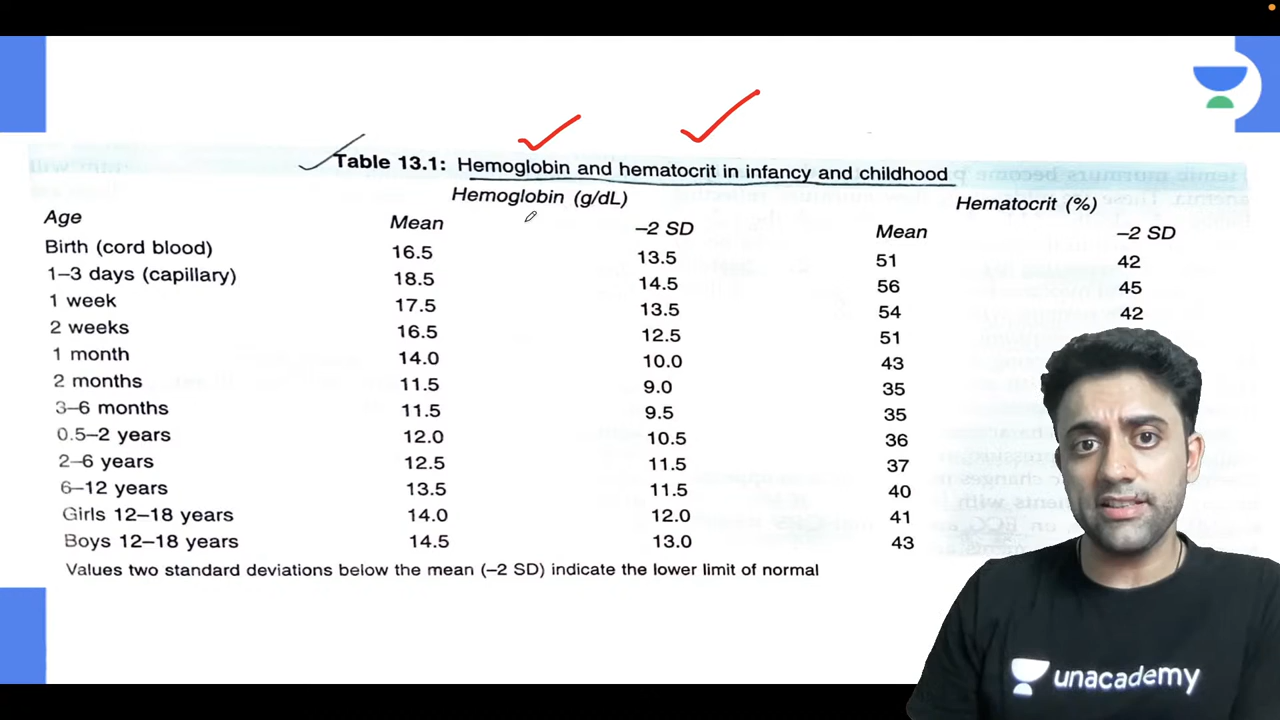 Table 13.1: Hemoglobin and hematocrit in infancy and childhood
Hemoglobin (g/dL) Hematocrit (%)
Age Mean –2 SD Mean –2 SD
Birth (cord blood) 16.5 13.5 51 42
1–3 days (capillary) 18.5 14.5 56 45
1 week 17.5 13.5 54 42
2 weeks 16.5 12.5 51
1 month 14.0 10.0 43
2 months 11.5 9.0 35
3–6 months 11.5 9.5 35
0.5–2 years 12.0 10.5 36
2–6 years 12.5 11.5 37
6–12 years 13.5 11.5 40
Girls 12–18 years 14.0 12.0 41
Boys 12–18 years 14.5 13.0 43
Values two standard deviations below the mean (–2 SD) indicate the lower limit of normal
unacademy